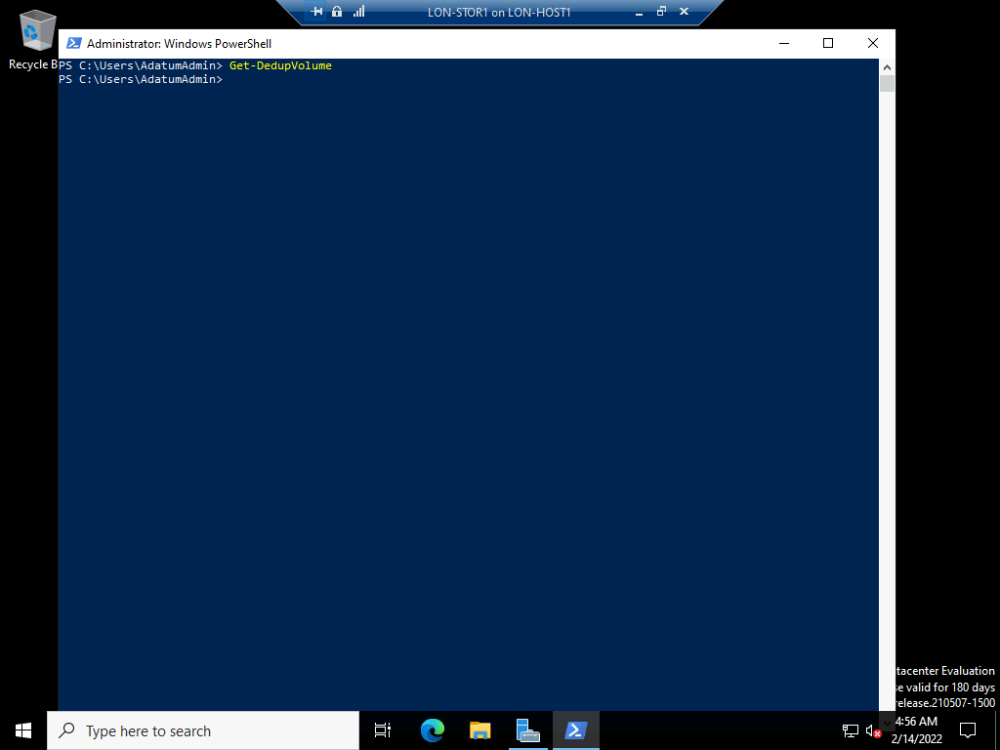 LON-STOR1 on LON-HOST1
Administrator: Windows PowerShell
Recycle B
PS C:\Users\AdatumAdmin> Get-DedupVolume
PS C:\Users\AdatumAdmin>
tacenter Evaluation
se valid for 180 days
release.210507-1500
Type here to search
4:56 AM
2/14/2022